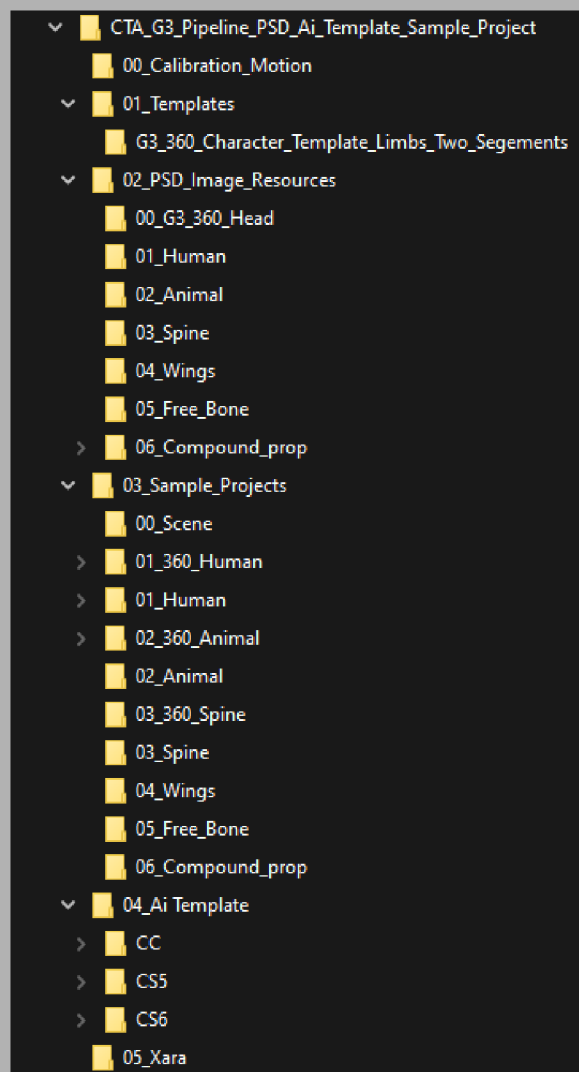 CTA_G3_Pipeline_PSD_Ai_Template_Sample_Project
00_Calibration_Motion
01_Templates
G3_360_Character_Template_Limbs_Two_Segements
02_PSD_Image_Resources
00_G3_360_Head
01_Human
02_Animal
03_Spine
04_Wings
05_Free_Bone
06_Compound_prop
03_Sample_Projects
00_Scene
01_360_Human
01_Human
02_360_Animal
02_Animal
03_360_Spine
03_Spine
04_Wings
05_Free_Bone
06_Compound_prop
04_Ai Template
CC
CS5
CS6
05_Xara